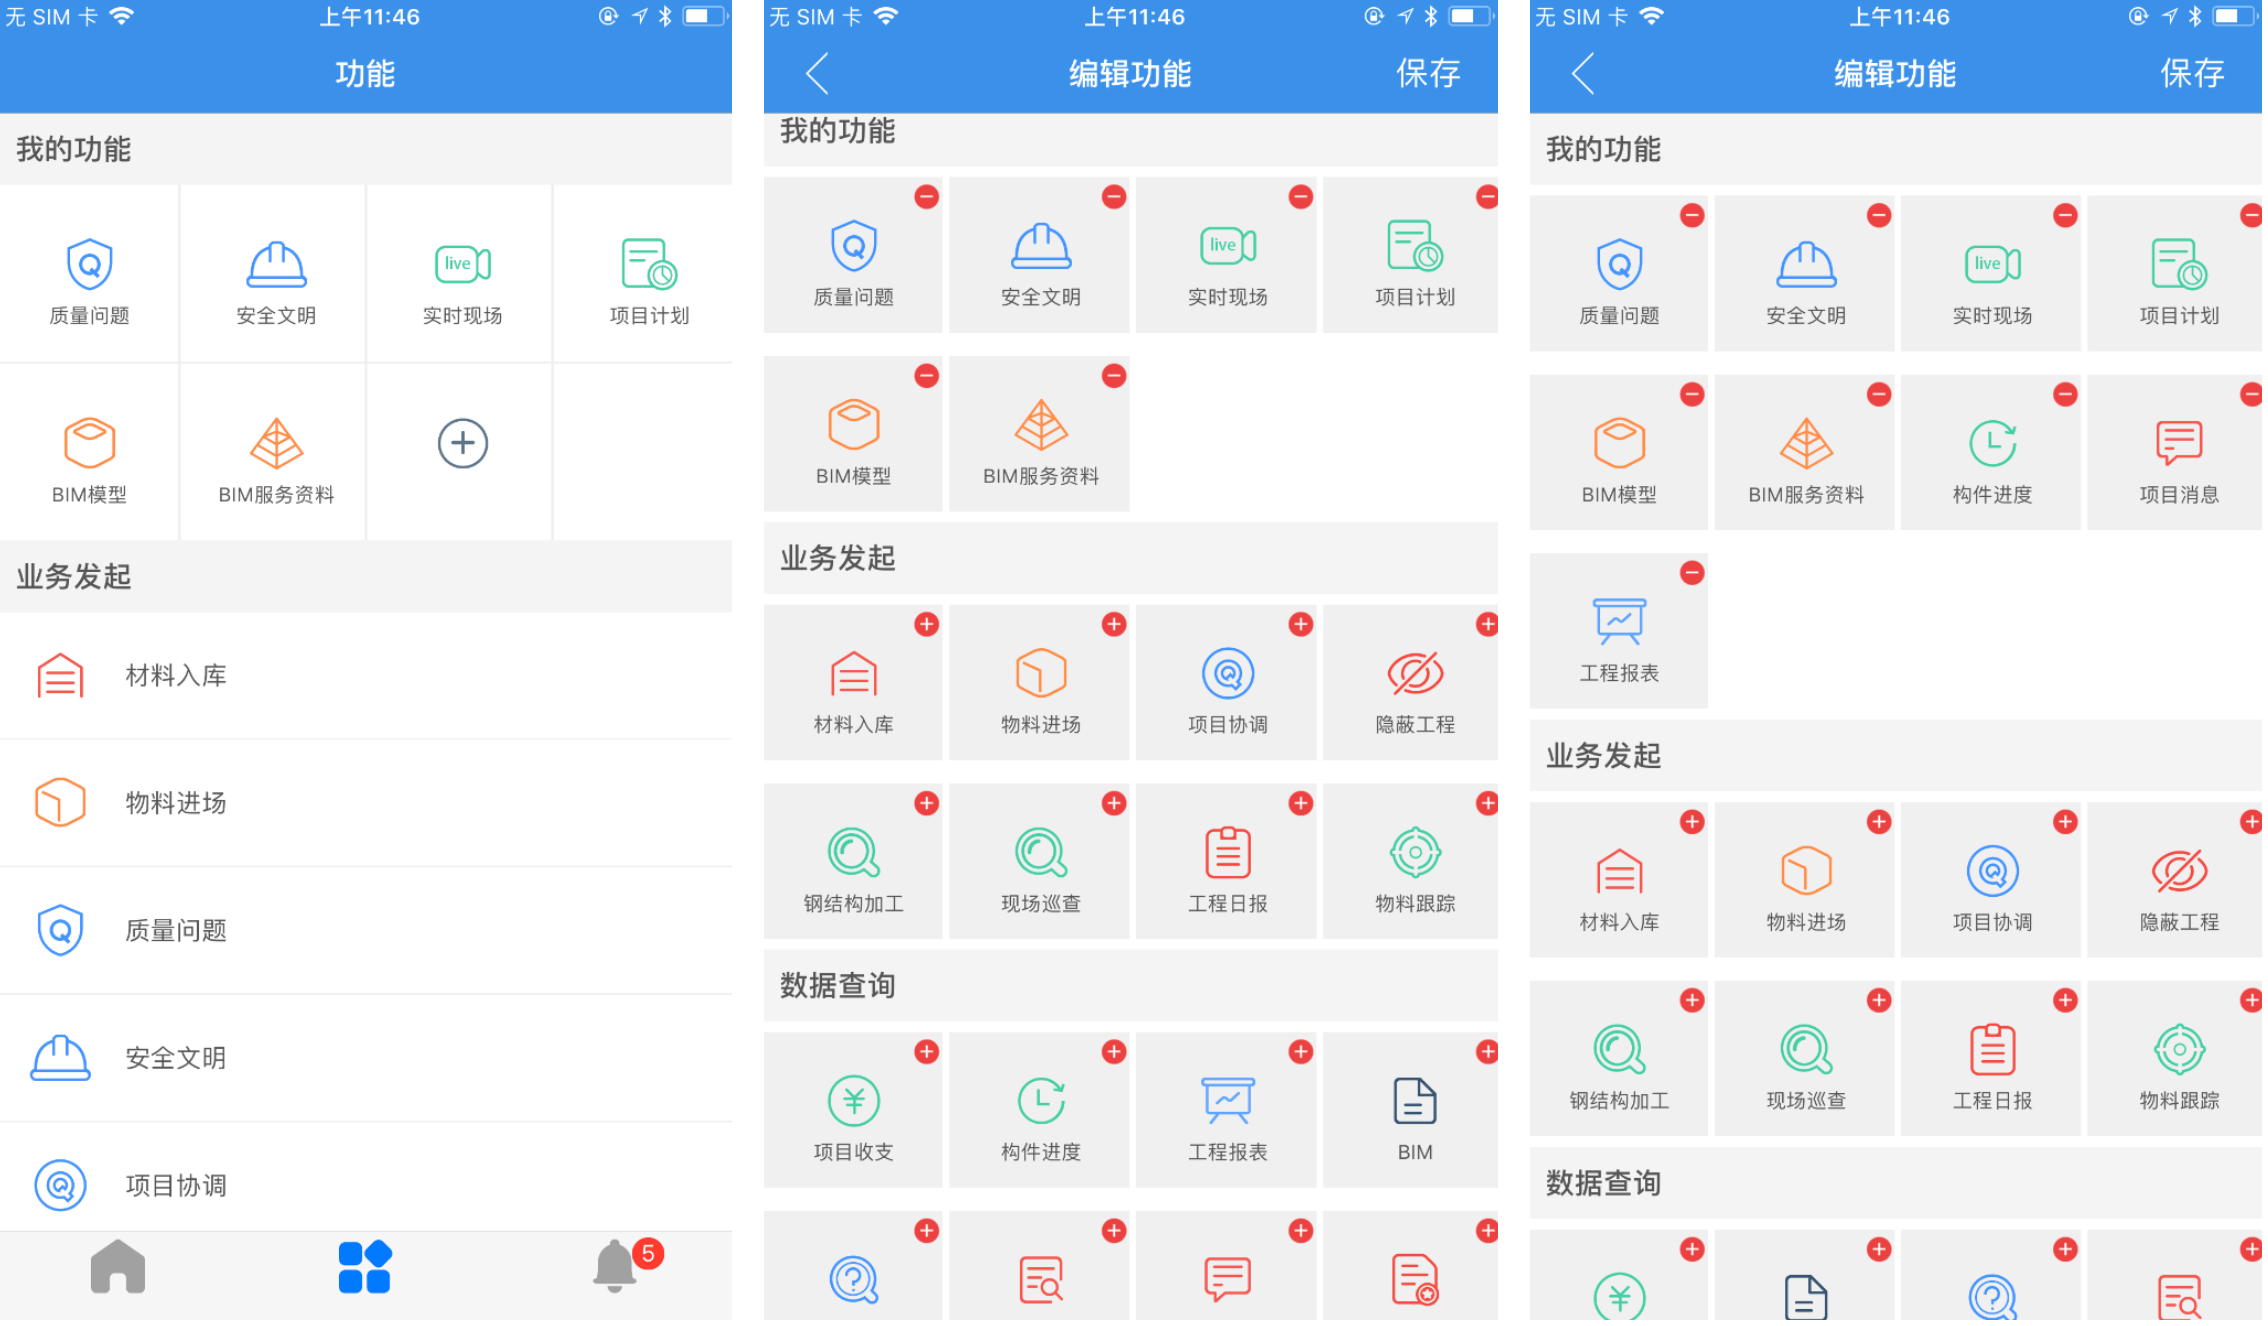 无 SIM 卡
上午11:46
功能
我的功能
Q
live
质量问题
安全文明
实时现场
项目计划
BIM模型
BIM服务资料
业务发起
材料入库
物料进场
Q
质量问题
安全文明
项目协调
5
无 SIM 卡
上午11:46
编辑功能
保存
我的功能
Q
live
质量问题
安全文明
实时现场
项目计划
BIM模型
BIM服务资料
业务发起
材料入库
物料进场
项目协调
隐蔽工程
钢结构加工
现场巡查
工程日报
物料跟踪
数据查询
¥
项目收支
构件进度
工程报表
BIM
?
无 SIM 卡
上午11:46
编辑功能
保存
我的功能
Q
live
质量问题
安全文明
实时现场
项目计划
BIM模型
BIM服务资料
构件进度
项目消息
工程报表
业务发起
材料入库
物料进场
项目协调
隐蔽工程
钢结构加工
现场巡查
工程日报
物料跟踪
数据查询
¥
?